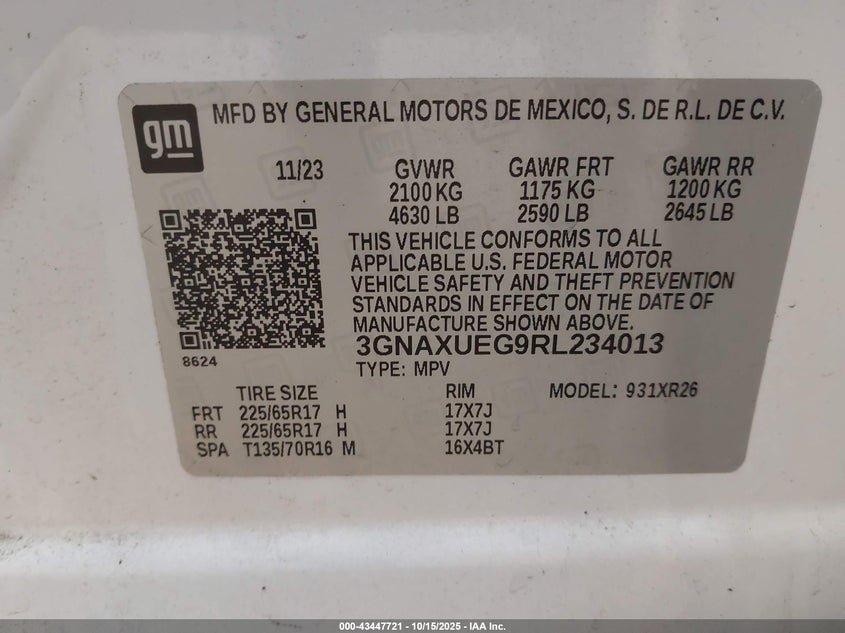 gm
MFD BY GENERAL MOTORS DE MEXICO, S. DE R.L. DE C.V.
11/23 GVWR GAWR FRT GAWR RR
2100 KG 1175 KG 1200 KG
4630 LB 2590 LB 2645 LB
THIS VEHICLE CONFORMS TO ALL
APPLICABLE U.S. FEDERAL MOTOR
VEHICLE SAFETY AND THEFT PREVENTION
STANDARDS IN EFFECT ON THE DATE OF
MANUFACTURE SHOWN ABOVE.
3GNAXUEG9RL234013
8624
TYPE: MPV
TIRE SIZE RIM MODEL: 931XR26
FRT 225/65R17 H 17X7J
RR 225/65R17 H 17X7J
SPA T135/70R16 M 16X4BT
000-43447721 - 10/15/2025 - IAA Inc.